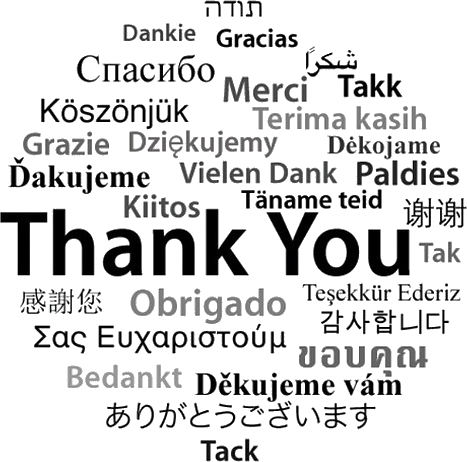 תודה
Dankie Gracias
Спасибо شكراً
Merci Takk
Köszönjük Terima kasih
Grazie Dziękujemy Dėkojame
Ďakujeme Vielen Dank Paldies
Kiitos Täname teid 谢谢
Thank You Tak
感謝您 Obrigado Teşekkür Ederiz
Σας Ευχαριστούμ 감사합니다
ขอบคุณ
Bedankt Děkujeme vám
ありがとうございます
Tack